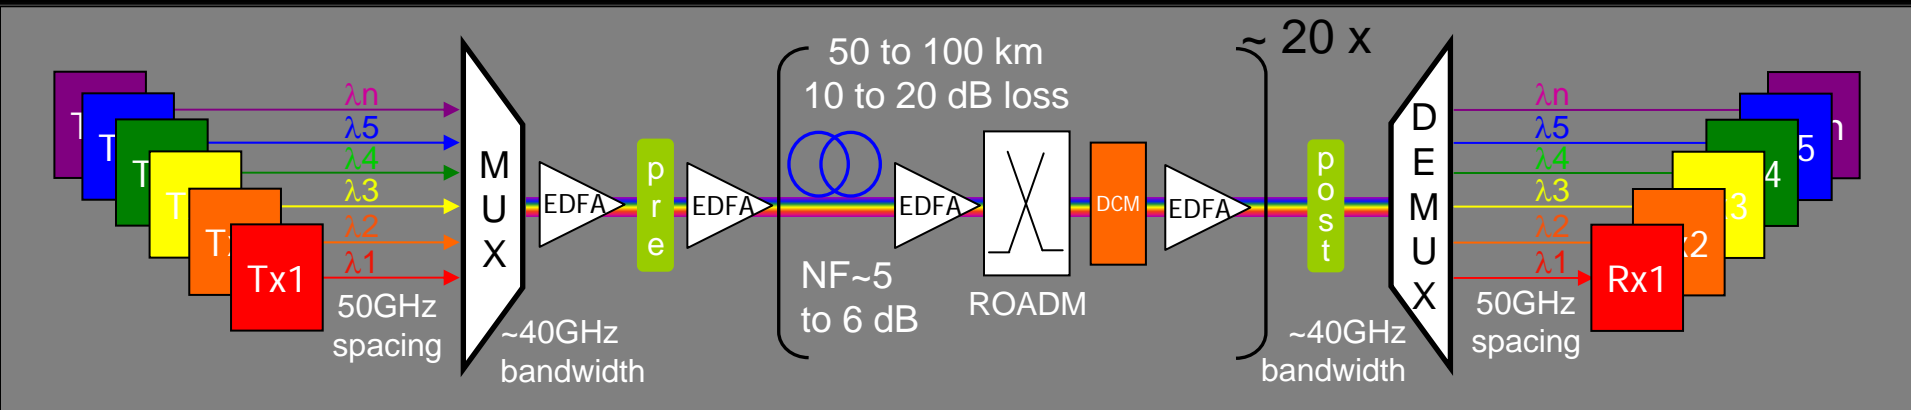 50 to 100 km
10 to 20 dB loss
~ 20 x
λn
λ5
λ4
λ3
λ2
λ1
Tx1
50GHz
spacing
MUX
~40GHz
bandwidth
EDFA
pre
EDFA
NF~5
to 6 dB
EDFA
ROADM
DCM
EDFA
post
~40GHz
bandwidth
DEMUX
λn
λ5
λ4
λ3
λ2
λ1
50GHz
spacing
n
5
4
3
x2
Rx1